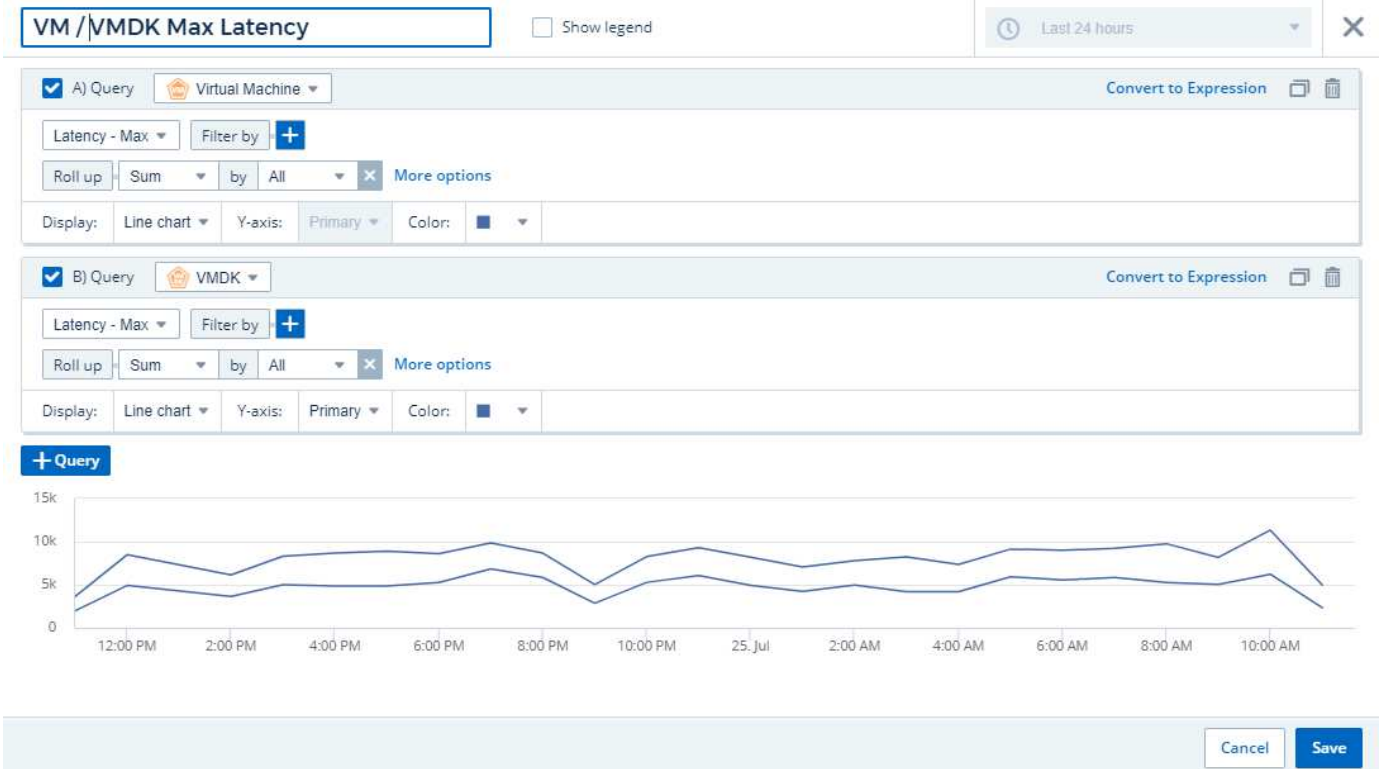 VM / VMDK Max Latency Show legend Last 24 hours
A) Query Virtual Machine Convert to Expression
Latency - Max Filter by
Roll up Sum by All More options
Display: Line chart Y-axis: Primary Color:
B) Query VMDK Convert to Expression
Latency - Max Filter by
Roll up Sum by All More options
Display: Line chart Y-axis: Primary Color:
+ Query
15k
10k
5k
0
12:00 PM 2:00 PM 4:00 PM 6:00 PM 8:00 PM 10:00 PM 25. Jul 2:00 AM 4:00 AM 6:00 AM 8:00 AM 10:00 AM
Cancel Save